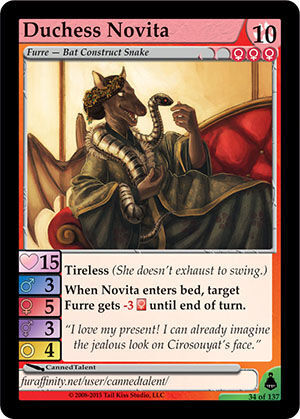 Duchess Novita
10
Furre — Bat Construct Snake
15
3
5
3
4
Tireless (She doesn't exhaust to swing.)
When Novita enters bed, target
Furre gets -3 until end of turn.
“I love my present! I can already imagine
the jealous look on Cirosouyat's face.”
CannedTalent
furaffinity.net/user/cannedtalent/
34 of 137
© 2008-2015 Tail Kiss Studio, LLC